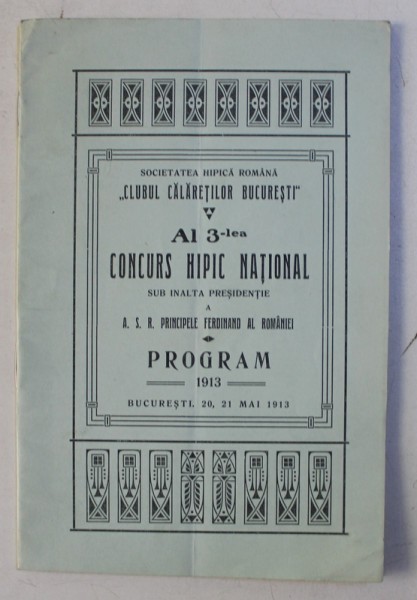 SOCIETATEA HIPICĂ ROMÂNĂ
„CLUBUL CĂLĂREȚILOR BUCUREȘTI"
Al 3-lea
CONCURS HIPIC NAȚIONAL
SUB INALTA PREȘIDENȚIE
A
A. S. R. PRINCIPELE FERDINAND AL ROMÂNIEI
PROGRAM
1913
BUCUREȘTI. 20, 21 MAI 1913